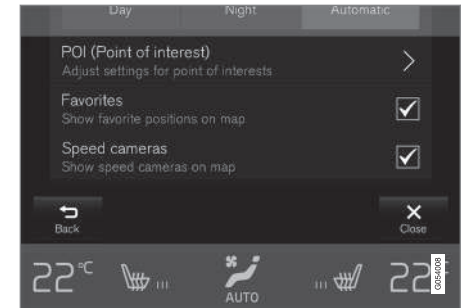 Day Night Automatic
POI (Point of interest)
Adjust settings for point of interests
Favorites
Show favorite positions on map
Speed cameras
Show speed cameras on map
Back Close
22°C AUTO 22°
G054008